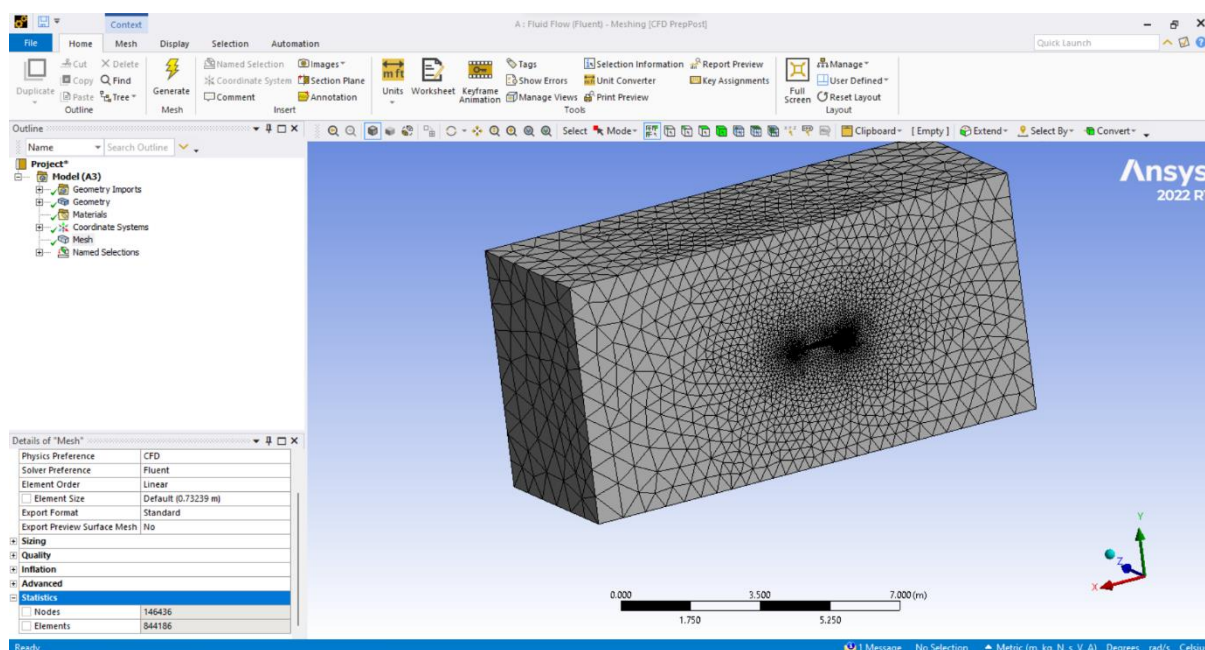 Context
A : Fluid Flow (Fluent) - Meshing [CFD PrepPost]
File Home Mesh Display Selection Automation
Quick Launch
Duplicate
Cut
Copy
Paste
Delete
Find
Tree
Outline
Generate
Mesh
Named Selection
Coordinate System
Comment
Images
Section Plane
Annotation
Insert
Units
Worksheet
Keyframe
Animation
Tags
Show Errors
Manage Views
Selection Information
Unit Converter
Print Preview
Report Preview
Key Assignments
Tools
Full
Screen
Manage
User Defined
Reset Layout
Layout
Outline
Name Search Outline
Select Mode Clipboard [ Empty ] Extend Select By Convert
Project*
Model (A3)
Geometry Imports
Geometry
Materials
Coordinate Systems
Mesh
Named Selections
Ansys
2022 R
Details of "Mesh"
Physics Preference CFD
Solver Preference Fluent
Element Order Linear
Element Size Default (0.73239 m)
Export Format Standard
Export Preview Surface Mesh No
Sizing
Quality
Inflation
Advanced
Statistics
Nodes 146436
Elements 844186
0.000 3.500 7.000 (m)
1.750 5.250
Y
Z
X
Ready
1 Message No Selection Metric (m, kg, N, s, V, A) Degrees rad/s Celsiu